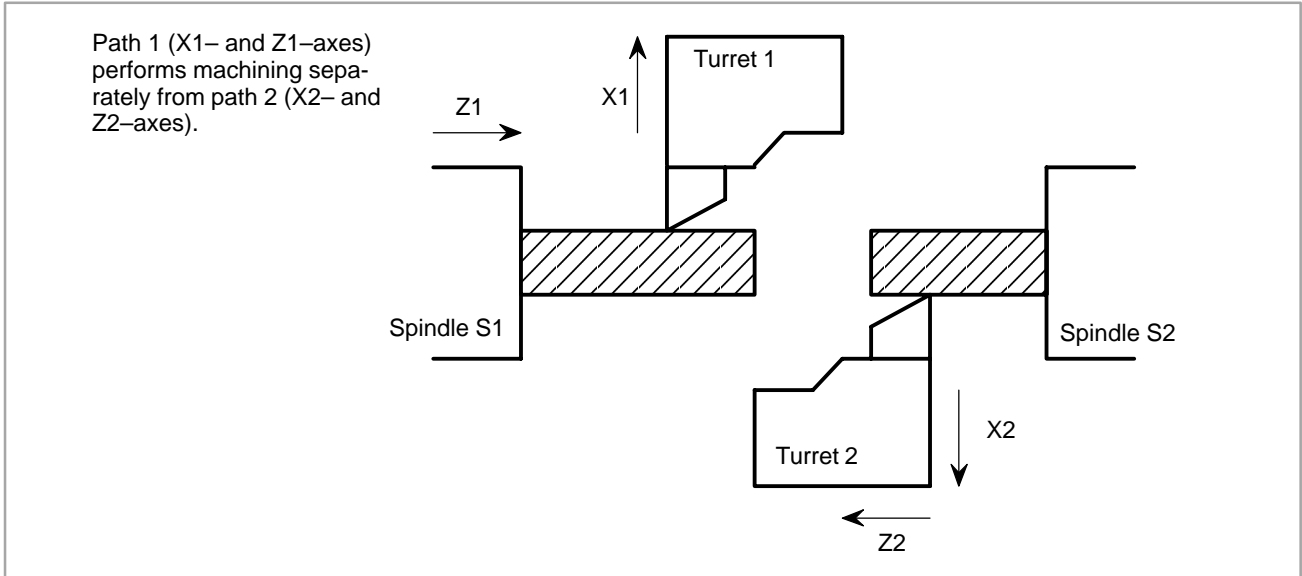 Path 1 (X1– and Z1–axes)
performs machining sepa-
rately from path 2 (X2– and
Z2–axes).
Turret 1
X1
Z1
Spindle S1
Spindle S2
X2
Turret 2
Z2